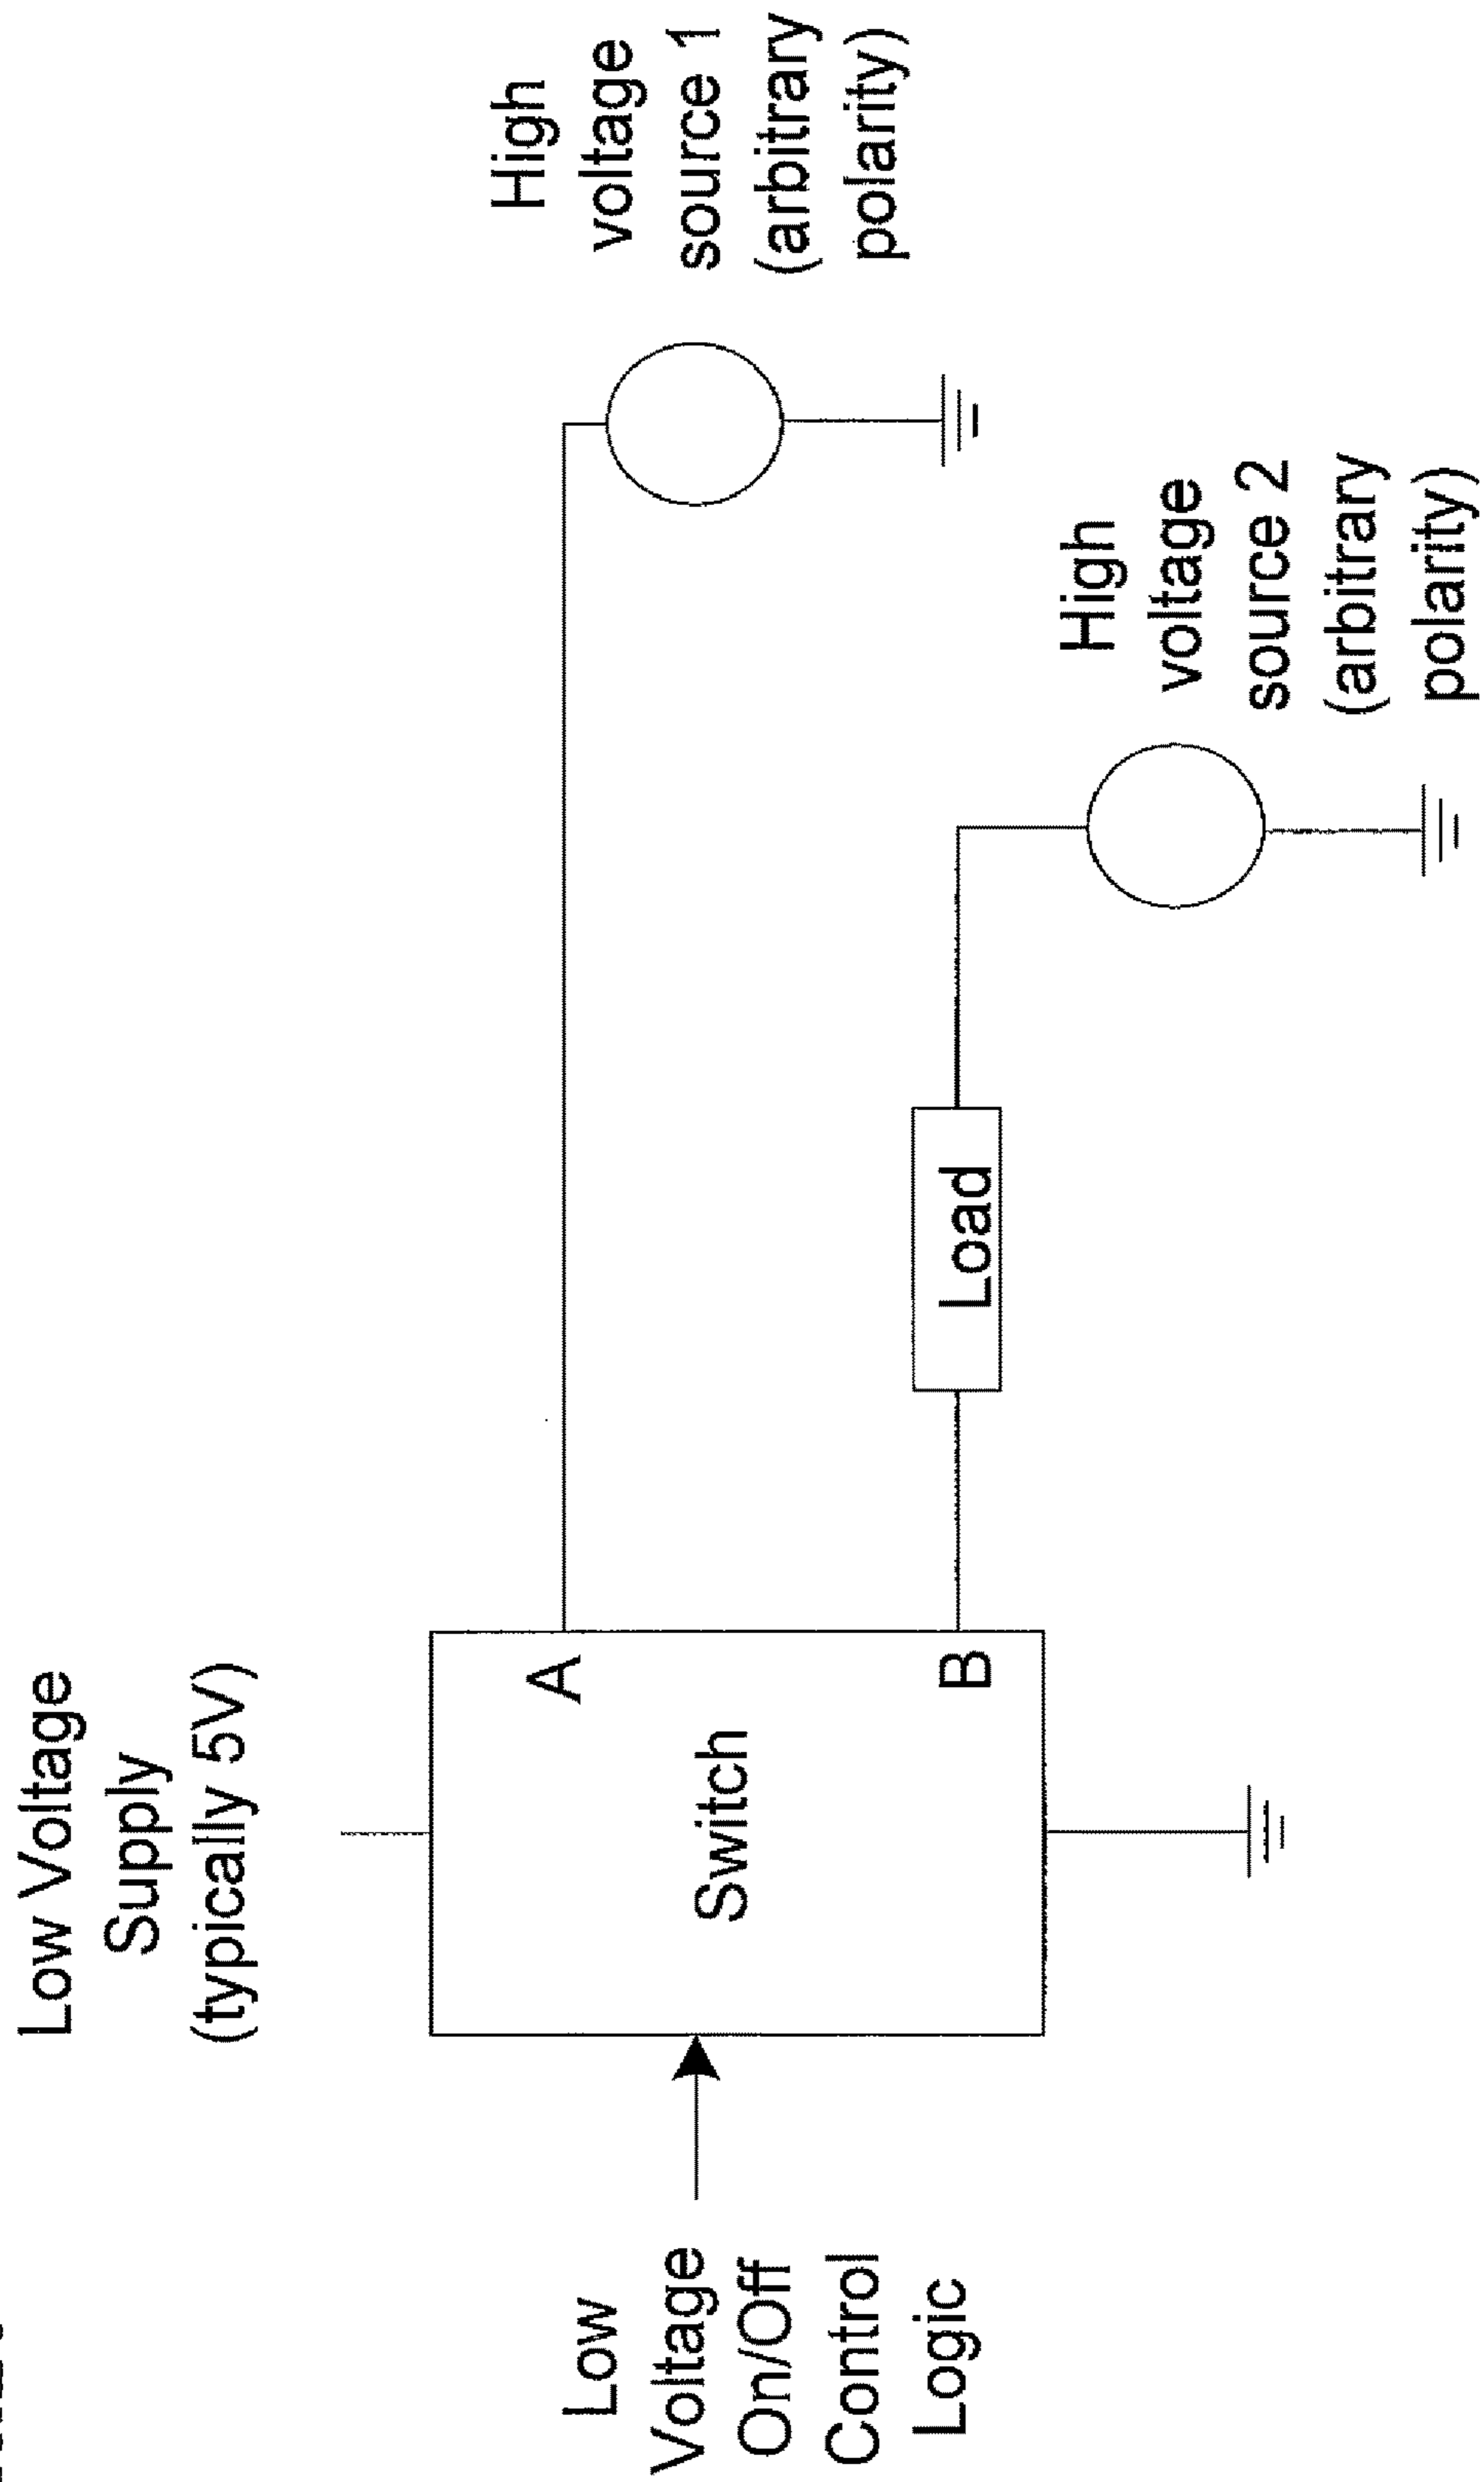 Low Voltage
Supply
(typically 5V)
Low
Voltage
On/Off
Control
Logic
Switch
A
B
Load
High
voltage
source 1
(arbitrary
polarity)
High
voltage
source 2
(arbitrary
polarity)